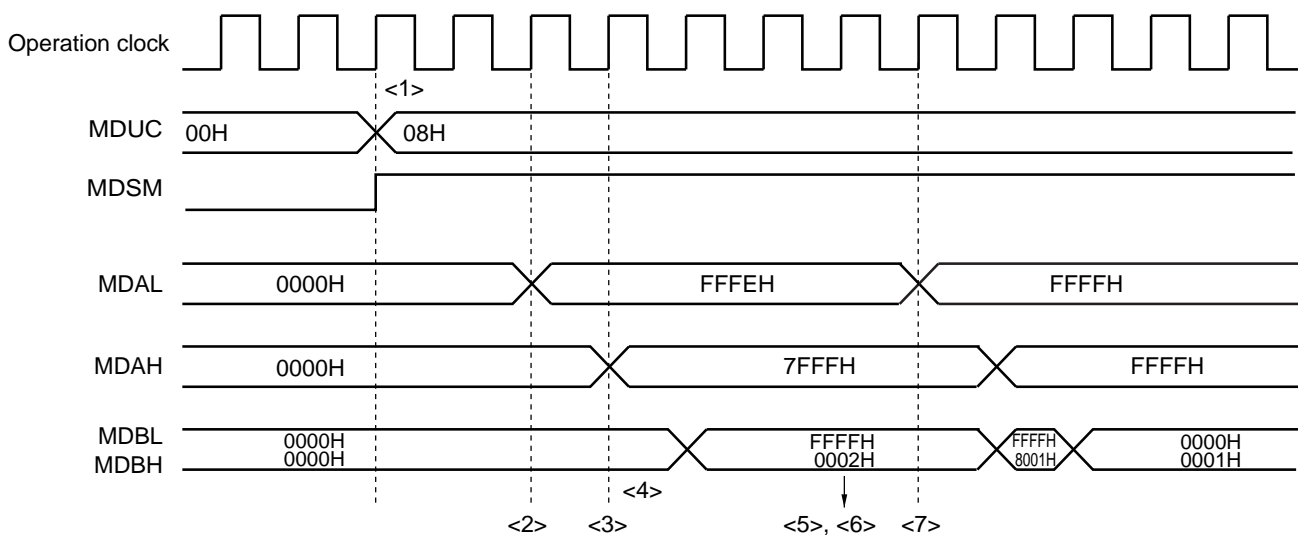 Operation clock
<1>
MDUC 00H 08H
MDSM
MDAL 0000H FFFEH FFFFH
MDAH 0000H 7FFFH FFFFH
MDBL 0000H FFFFH FFFFH 0000H
MDBH 0000H 0002H 8001H 0001H
<4>
<2> <3> <5>, <6> <7>